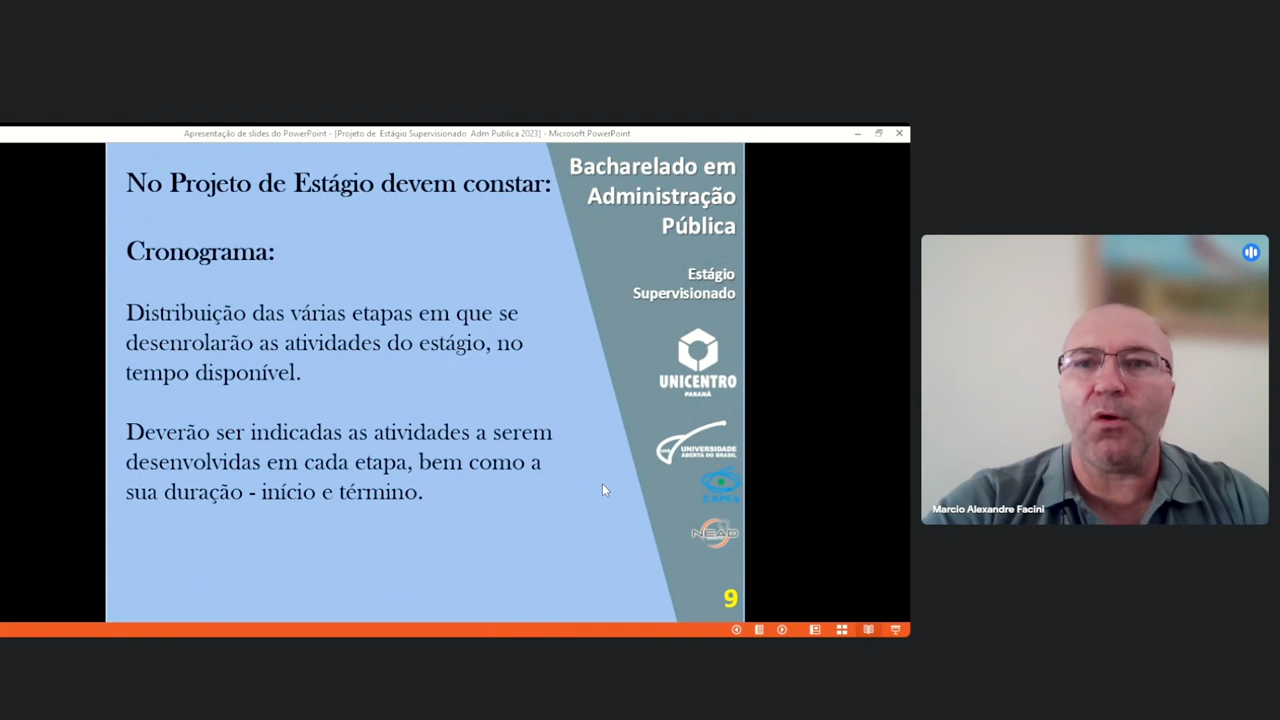 Apresentação de slides do PowerPoint - [Projeto de Estágio Supervisionado Adm Publica 2023] - Microsoft PowerPoint
No Projeto de Estágio devem constar:
Cronograma:
Distribuição das várias etapas em que se
desenrolarão as atividades do estágio, no
tempo disponível.
Deverão ser indicadas as atividades a serem
desenvolvidas em cada etapa, bem como a
sua duração - início e término.
Bacharelado em
Administração
Pública
Estágio
Supervisionado
UNICENTRO
PARANÁ
UAB UNIVERSIDADE
ABERTA DO BRASIL
CAPES
NEAD
9
Marcio Alexandre Facini